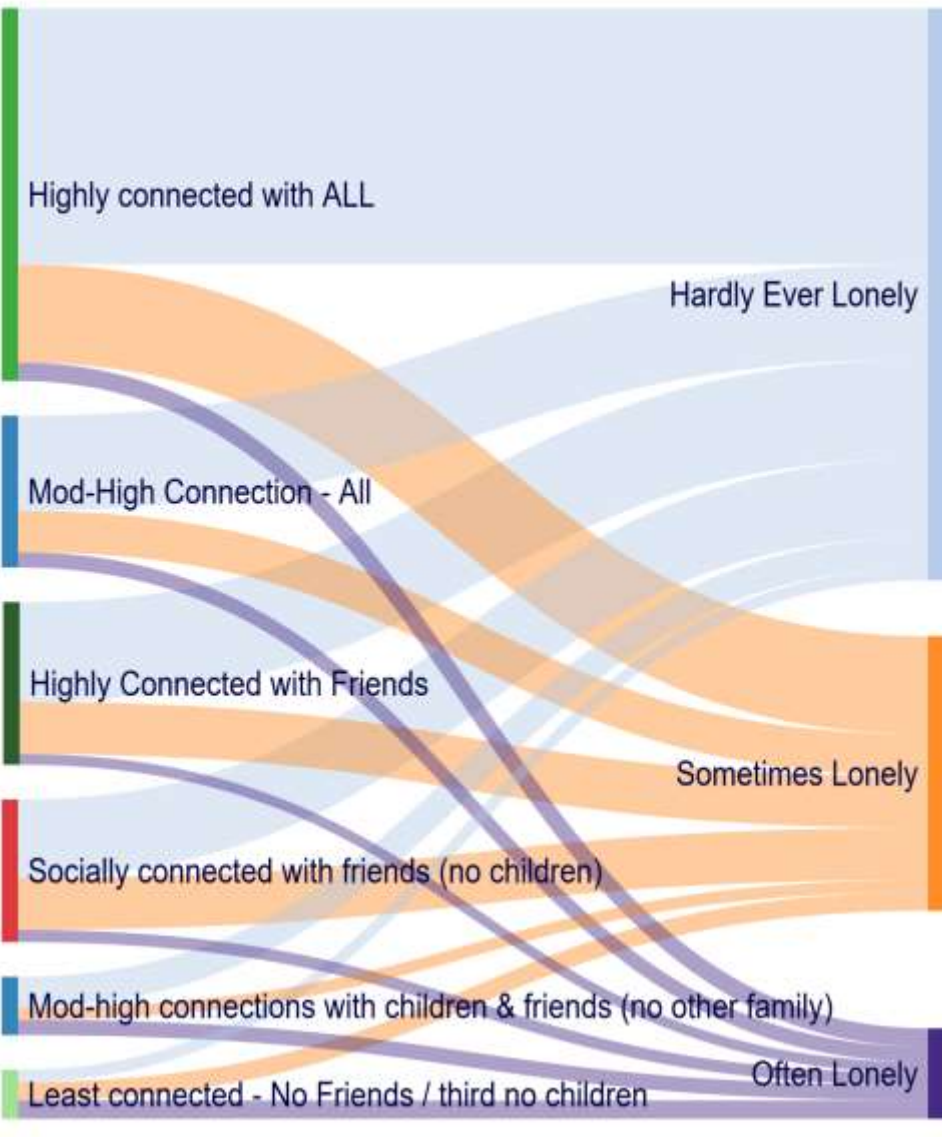 Highly connected with ALL
Hardly Ever Lonely
Mod-High Connection - All
Highly Connected with Friends
Sometimes Lonely
Socially connected with friends (no children)
Mod-high connections with children & friends (no other family)
Often Lonely
Least connected - No Friends / third no children